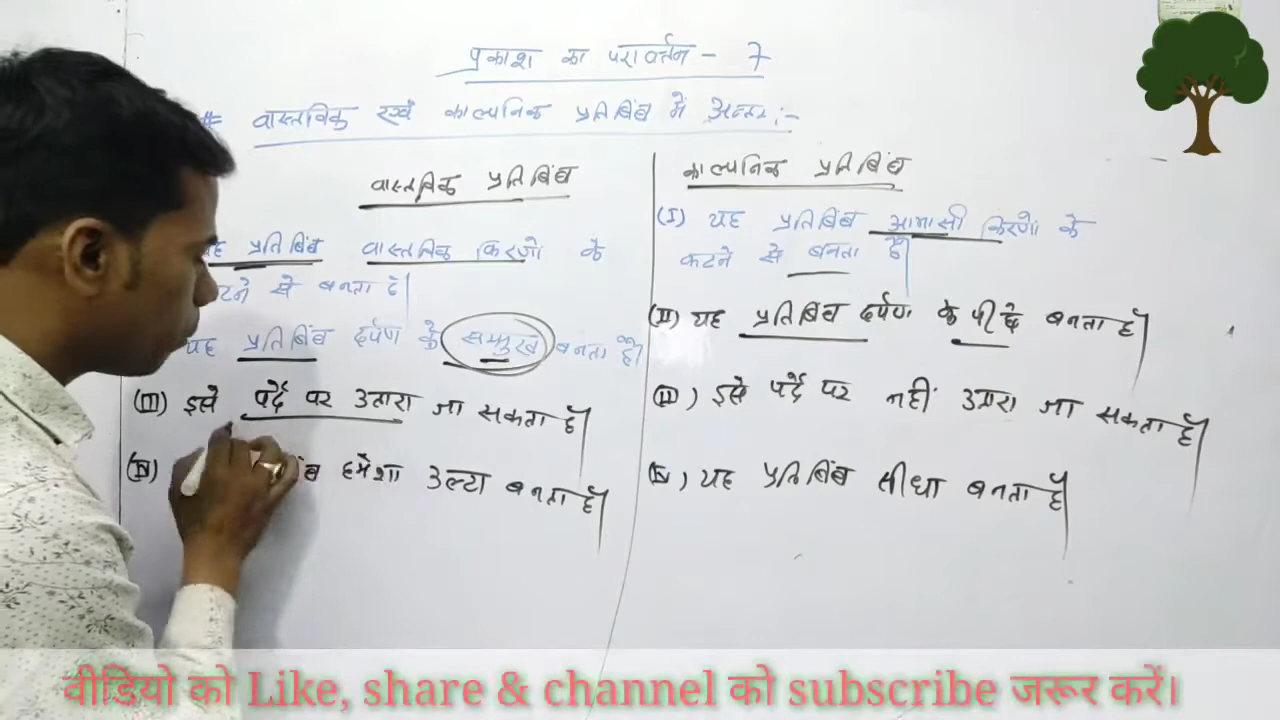 प्रकाश का परावर्तन - 7
# वास्तविक एवं काल्पनिक प्रतिबिंब में अन्तर :-
वास्तविक प्रतिबिंब
यह प्रतिबिंब वास्तविक किरणों के
कटने से बनता है|
यह प्रतिबिंब दर्पण के सम्मुख बनता है|
(III) इसे पर्दे पर उतारा जा सकता है|
(IV) हमेशा उल्टा बनता है|
काल्पनिक प्रतिबिंब
(I) यह प्रतिबिंब आभासी किरणों के
कटने से बनता है|
(II) यह प्रतिबिंब दर्पण के पीछे बनता है|
(III) इसे पर्दे पर नहीं उतारा जा सकता है|
(IV) यह प्रतिबिंब सीधा बनता है|
वीडियो को Like, share & channel को subscribe जरूर करें।